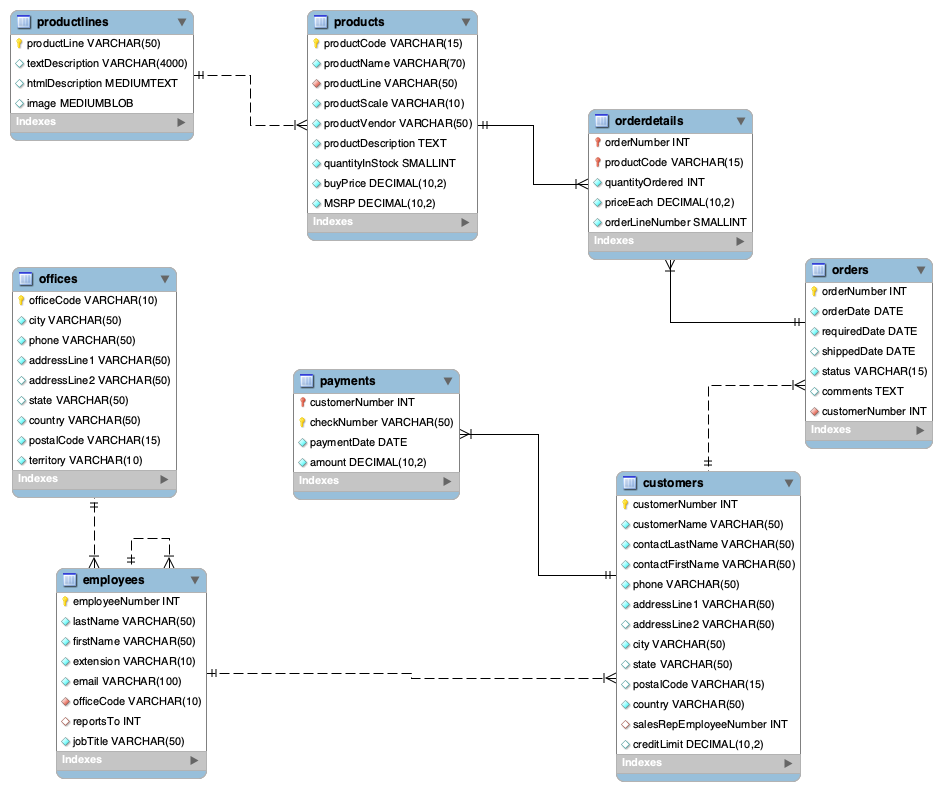 productlines
productLine VARCHAR(50)
textDescription VARCHAR(4000)
htmlDescription MEDIUMTEXT
image MEDIUMBLOB
Indexes
products
productCode VARCHAR(15)
productName VARCHAR(70)
productLine VARCHAR(50)
productScale VARCHAR(10)
productVendor VARCHAR(50)
productDescription TEXT
quantityInStock SMALLINT
buyPrice DECIMAL(10,2)
MSRP DECIMAL(10,2)
Indexes
orderdetails
orderNumber INT
productCode VARCHAR(15)
quantityOrdered INT
priceEach DECIMAL(10,2)
orderLineNumber SMALLINT
Indexes
offices
officeCode VARCHAR(10)
city VARCHAR(50)
phone VARCHAR(50)
addressLine1 VARCHAR(50)
addressLine2 VARCHAR(50)
state VARCHAR(50)
country VARCHAR(50)
postalCode VARCHAR(15)
territory VARCHAR(10)
Indexes
orders
orderNumber INT
orderDate DATE
requiredDate DATE
shippedDate DATE
status VARCHAR(15)
comments TEXT
customerNumber INT
Indexes
payments
customerNumber INT
checkNumber VARCHAR(50)
paymentDate DATE
amount DECIMAL(10,2)
Indexes
employees
employeeNumber INT
lastName VARCHAR(50)
firstName VARCHAR(50)
extension VARCHAR(10)
email VARCHAR(100)
officeCode VARCHAR(10)
reportsTo INT
jobTitle VARCHAR(50)
Indexes
customers
customerNumber INT
customerName VARCHAR(50)
contactLastName VARCHAR(50)
contactFirstName VARCHAR(50)
phone VARCHAR(50)
addressLine1 VARCHAR(50)
addressLine2 VARCHAR(50)
city VARCHAR(50)
state VARCHAR(50)
postalCode VARCHAR(15)
country VARCHAR(50)
salesRepEmployeeNumber INT
creditLimit DECIMAL(10,2)
Indexes